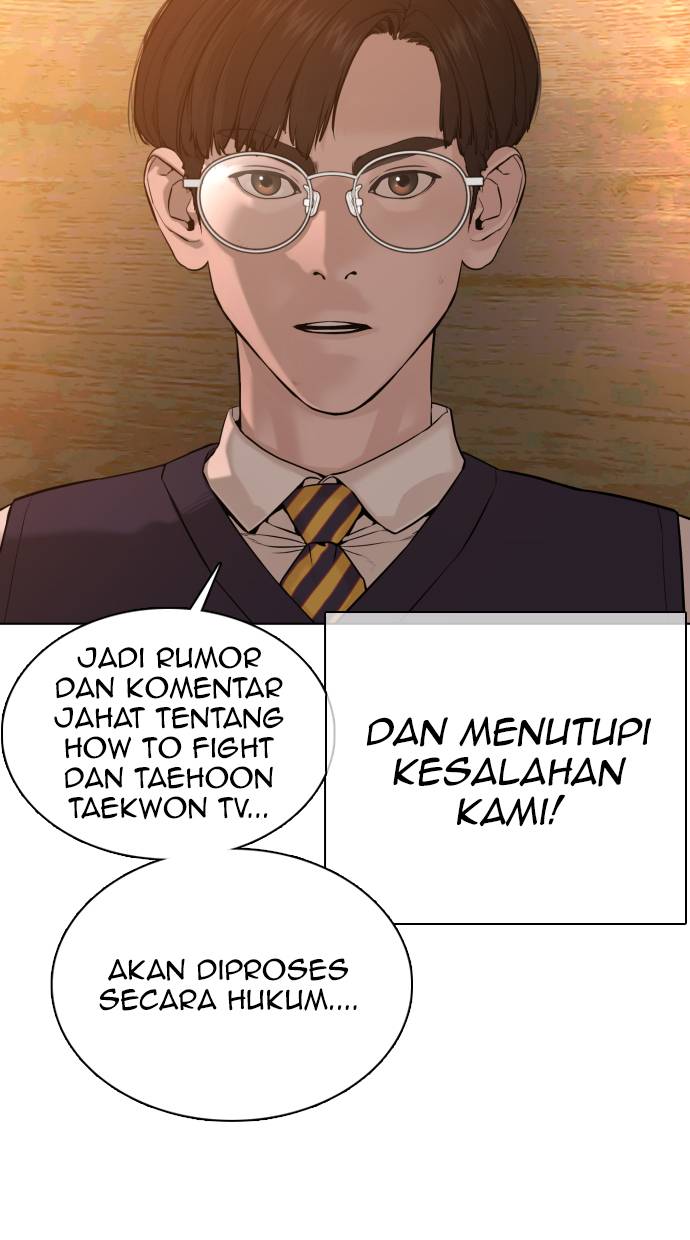 JADI RUMOR
DAN KOMENTAR
JAHAT TENTANG
HOW TO FIGHT
DAN TAEHOON
TAEKWON TV...
DAN MENUTUPI
KESALAHAN
KAMI!
AKAN DIPROSES
SECARA HUKUM....